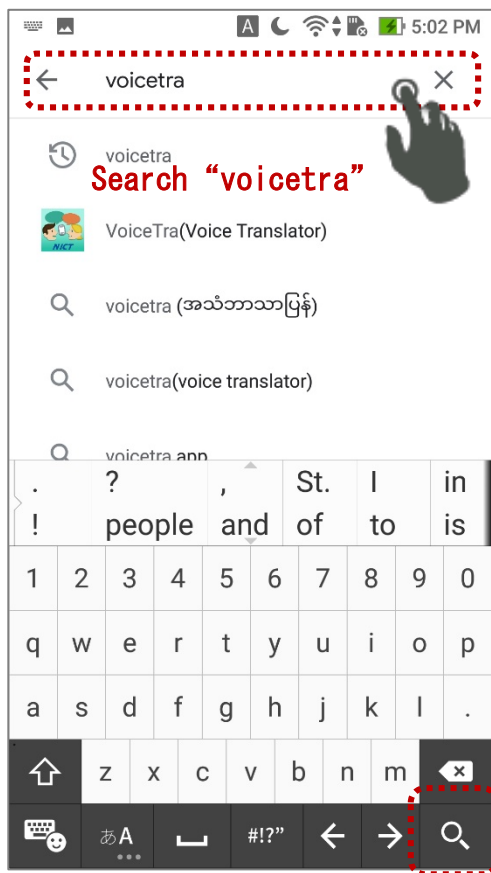 A 5:02 PM
voicetra
voicetra
Search “voicetra”
NICT
VoiceTra(Voice Translator)
voicetra (အသံဘာသာပြန်)
voicetra(voice translator)
voicetra app
. ? , St. I in
! people and of to is
1 2 3 4 5 6 7 8 9 0
q w e r t y u i o p
a s d f g h j k l .
z x c v b n m
あA #!?”